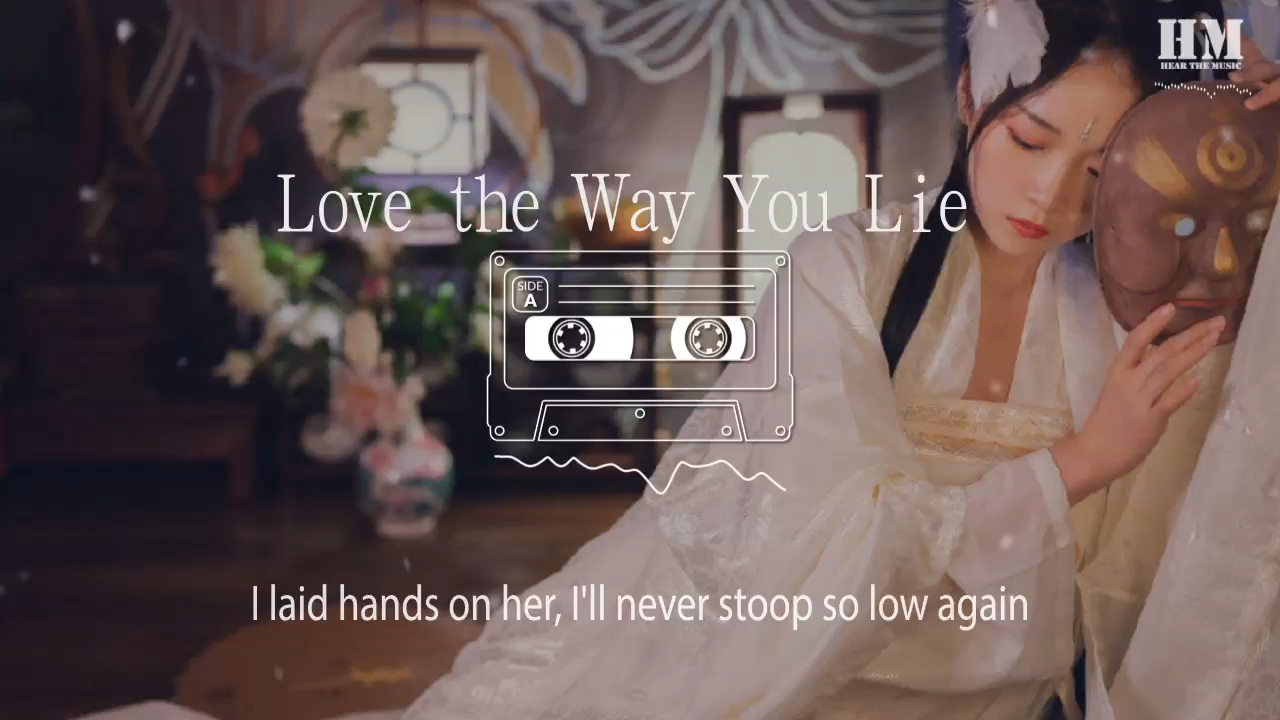 HM
HEAR THE MUSIC
Love the Way You Lie
SIDE
A
I laid hands on her, I'll never stoop so low again